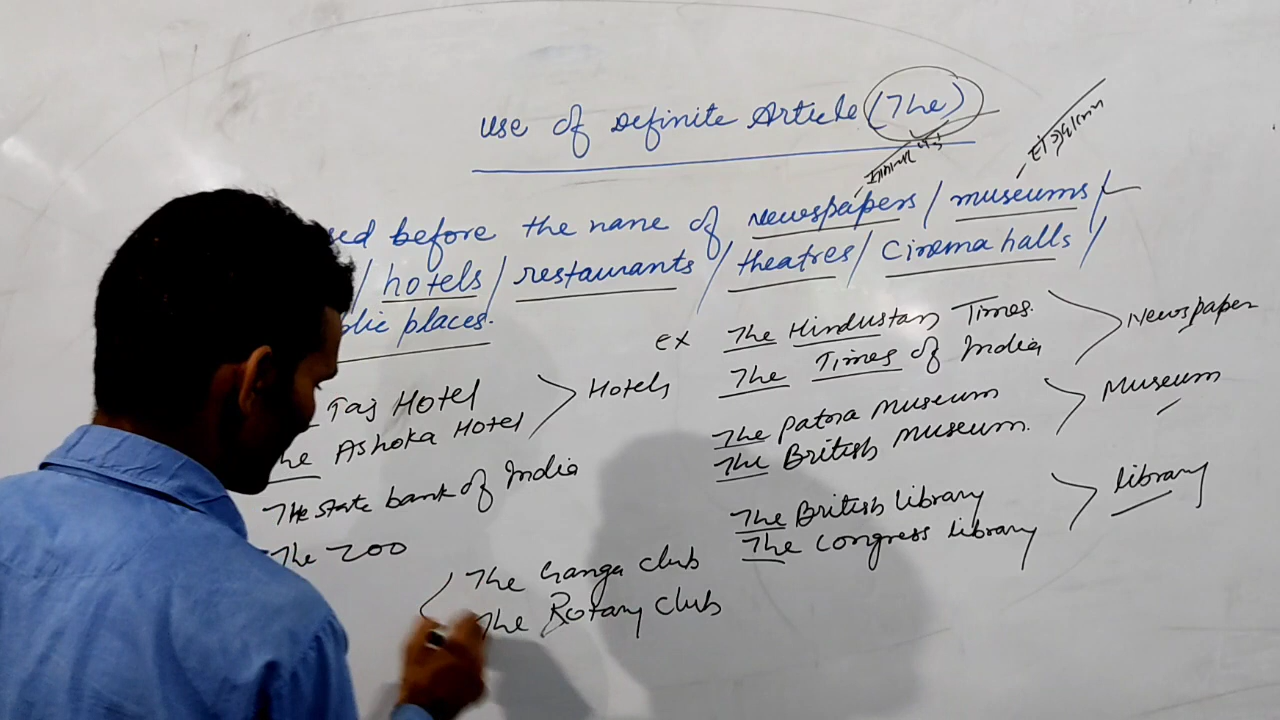 Use of Definite Article (The)
before the name of Newspapers / museums /
/ hotels / restaurants / theatres / Cinema halls /
places.
ex The Hindustan Times.
The Times of India
Newspaper
Taj Hotel
Ashoka Hotel
Hotels
The Patna Museum
The British Museum.
Museum
The State bank of India
The British library
The Congress library
library
The Zoo
The Ganga Club
The Rotary Club